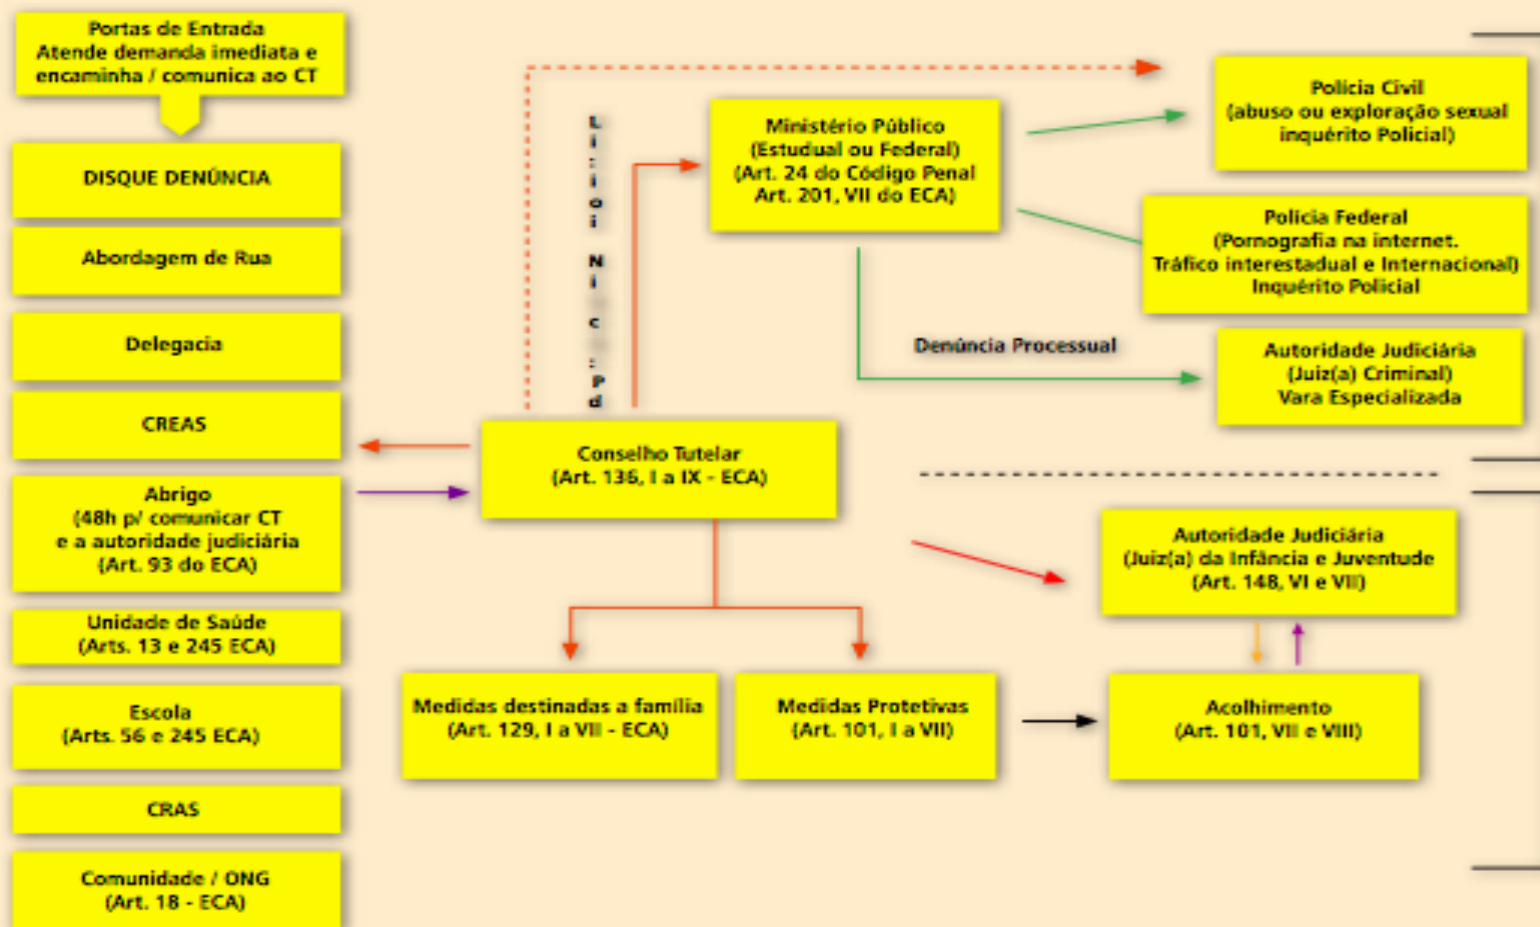 Portas de Entrada
Atende demanda imediata e
encaminha / comunica ao CT
DISQUE DENÚNCIA
Abordagem de Rua
Delegacia
CREAS
Abrigo
(48h p/ comunicar CT
e a autoridade judiciária
(Art. 93 do ECA)
Unidade de Saúde
(Arts. 13 e 245 ECA)
Escola
(Arts. 56 e 245 ECA)
CRAS
Comunidade / ONG
(Art. 18 - ECA)
Ministério Público
(Estudual ou Federal)
(Art. 24 do Código Penal
Art. 201, VII do ECA)
Polícia Civil
(abuso ou exploração sexual
inquérito Policial)
Polícia Federal
(Pornografia na internet.
Tráfico interestadual e Internacional)
Inquérito Policial
Denúncia Processual
Autoridade Judiciária
(Juiz(a) Criminal)
Vara Especializada
Conselho Tutelar
(Art. 136, I a IX - ECA)
Autoridade Judiciária
(Juiz(a) da Infância e Juventude
(Art. 148, VI e VII)
Medidas destinadas a família
(Art. 129, I a VII - ECA)
Medidas Protetivas
(Art. 101, I a VII)
Acolhimento
(Art. 101, VII e VIII)